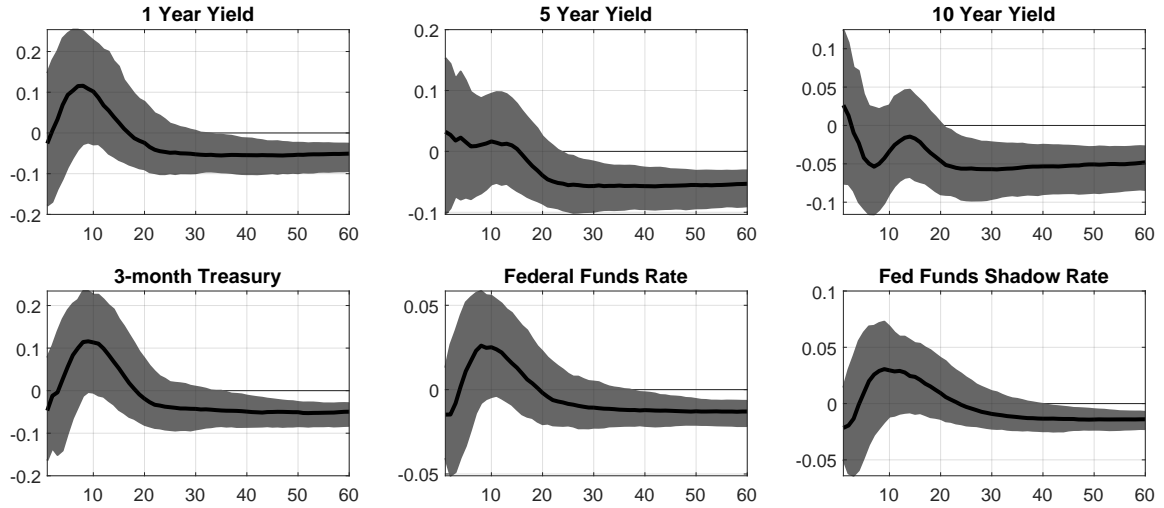 1 Year Yield
0.2
0.1
0
-0.1
-0.2
10 20 30 40 50 60
5 Year Yield
0.2
0.1
0
-0.1
10 20 30 40 50 60
10 Year Yield
0.1
0.05
0
-0.05
-0.1
10 20 30 40 50 60
3-month Treasury
0.2
0.1
0
-0.1
-0.2
10 20 30 40 50 60
Federal Funds Rate
0.05
0
-0.05
10 20 30 40 50 60
Fed Funds Shadow Rate
0.1
0.05
0
-0.05
10 20 30 40 50 60